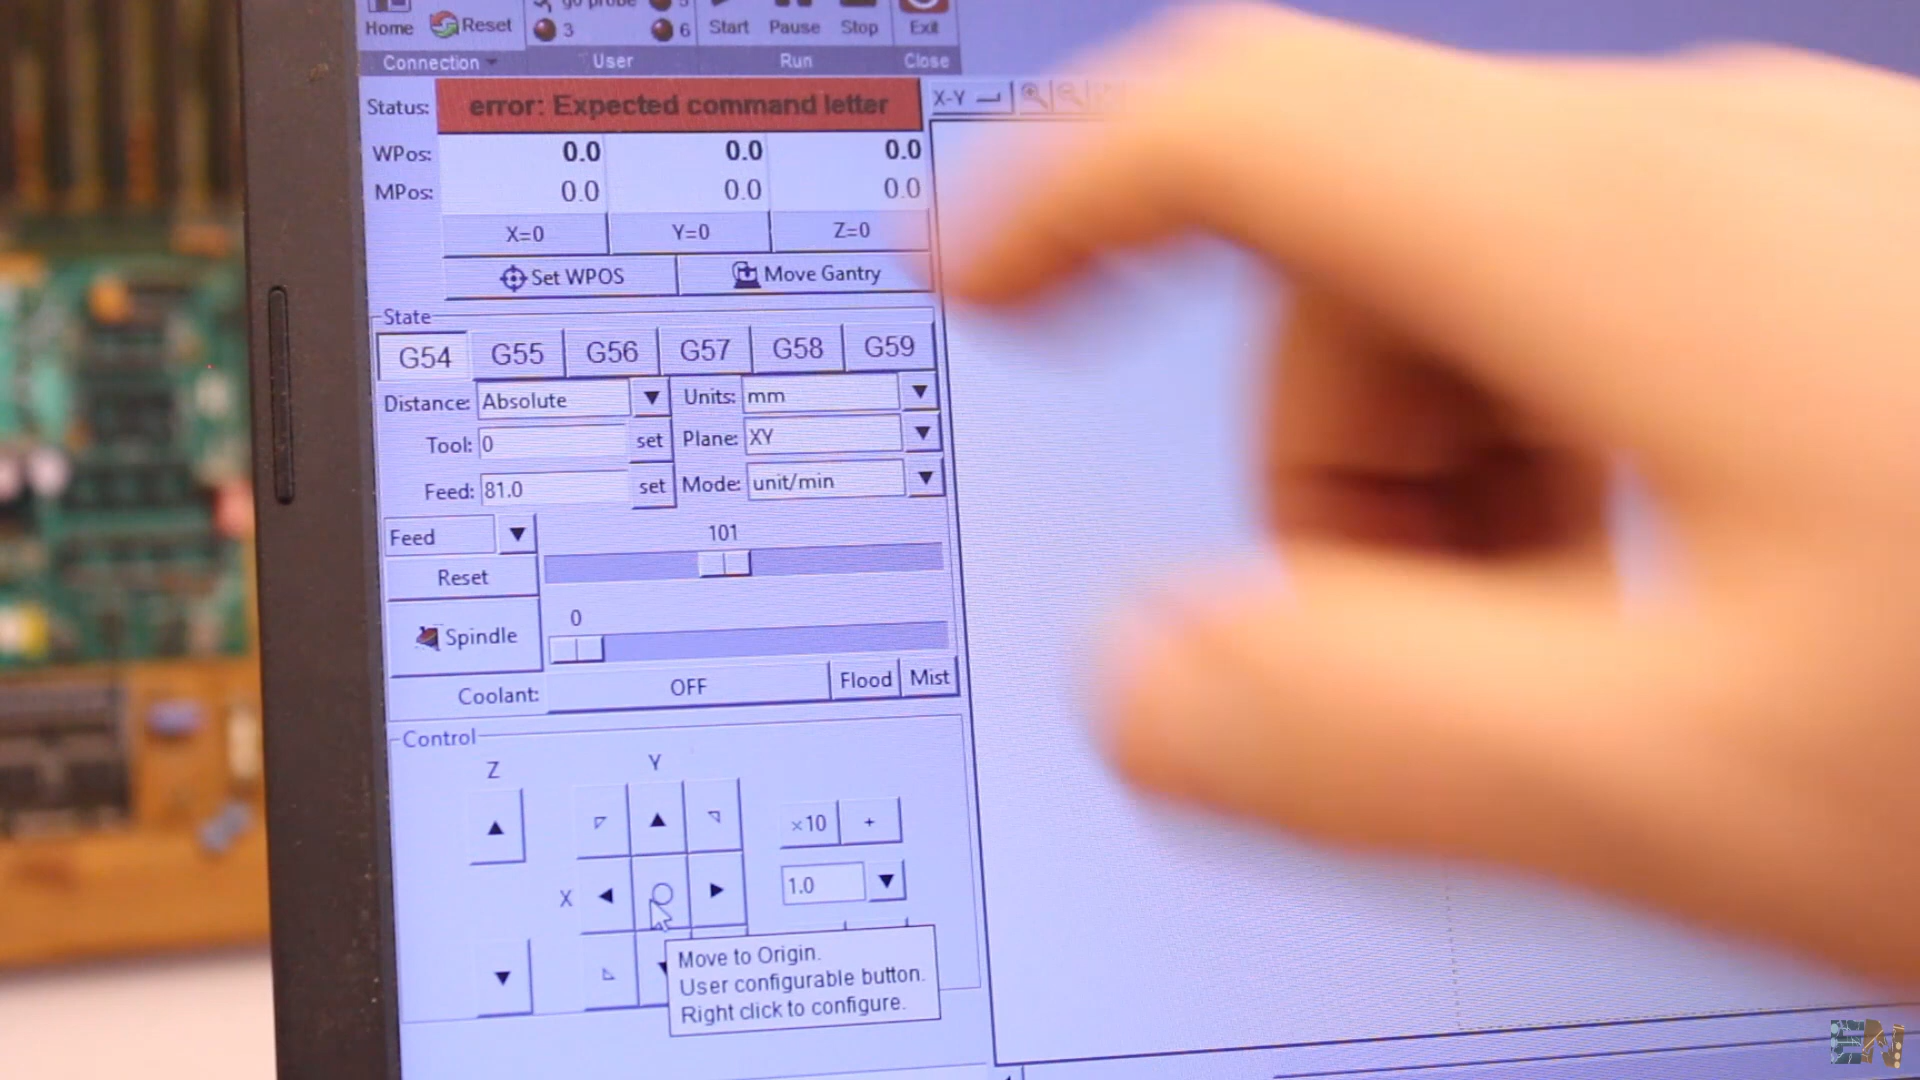 Home Reset 3 6 Start Pause Stop Exit
Connection User Run Close
Status: error: Expected command letter
X-Y
WPos: 0.0 0.0 0.0
MPos: 0.0 0.0 0.0
X=0 Y=0 Z=0
Set WPOS Move Gantry
State
G54 G55 G56 G57 G58 G59
Distance: Absolute Units: mm
Tool: 0 set Plane: XY
Feed: 81.0 set Mode: unit/min
Feed 101
Reset
0
Spindle
Coolant: OFF Flood Mist
Control
Z Y
×10 +
X 1.0
Move to Origin.
User configurable button.
Right click to configure.
EN